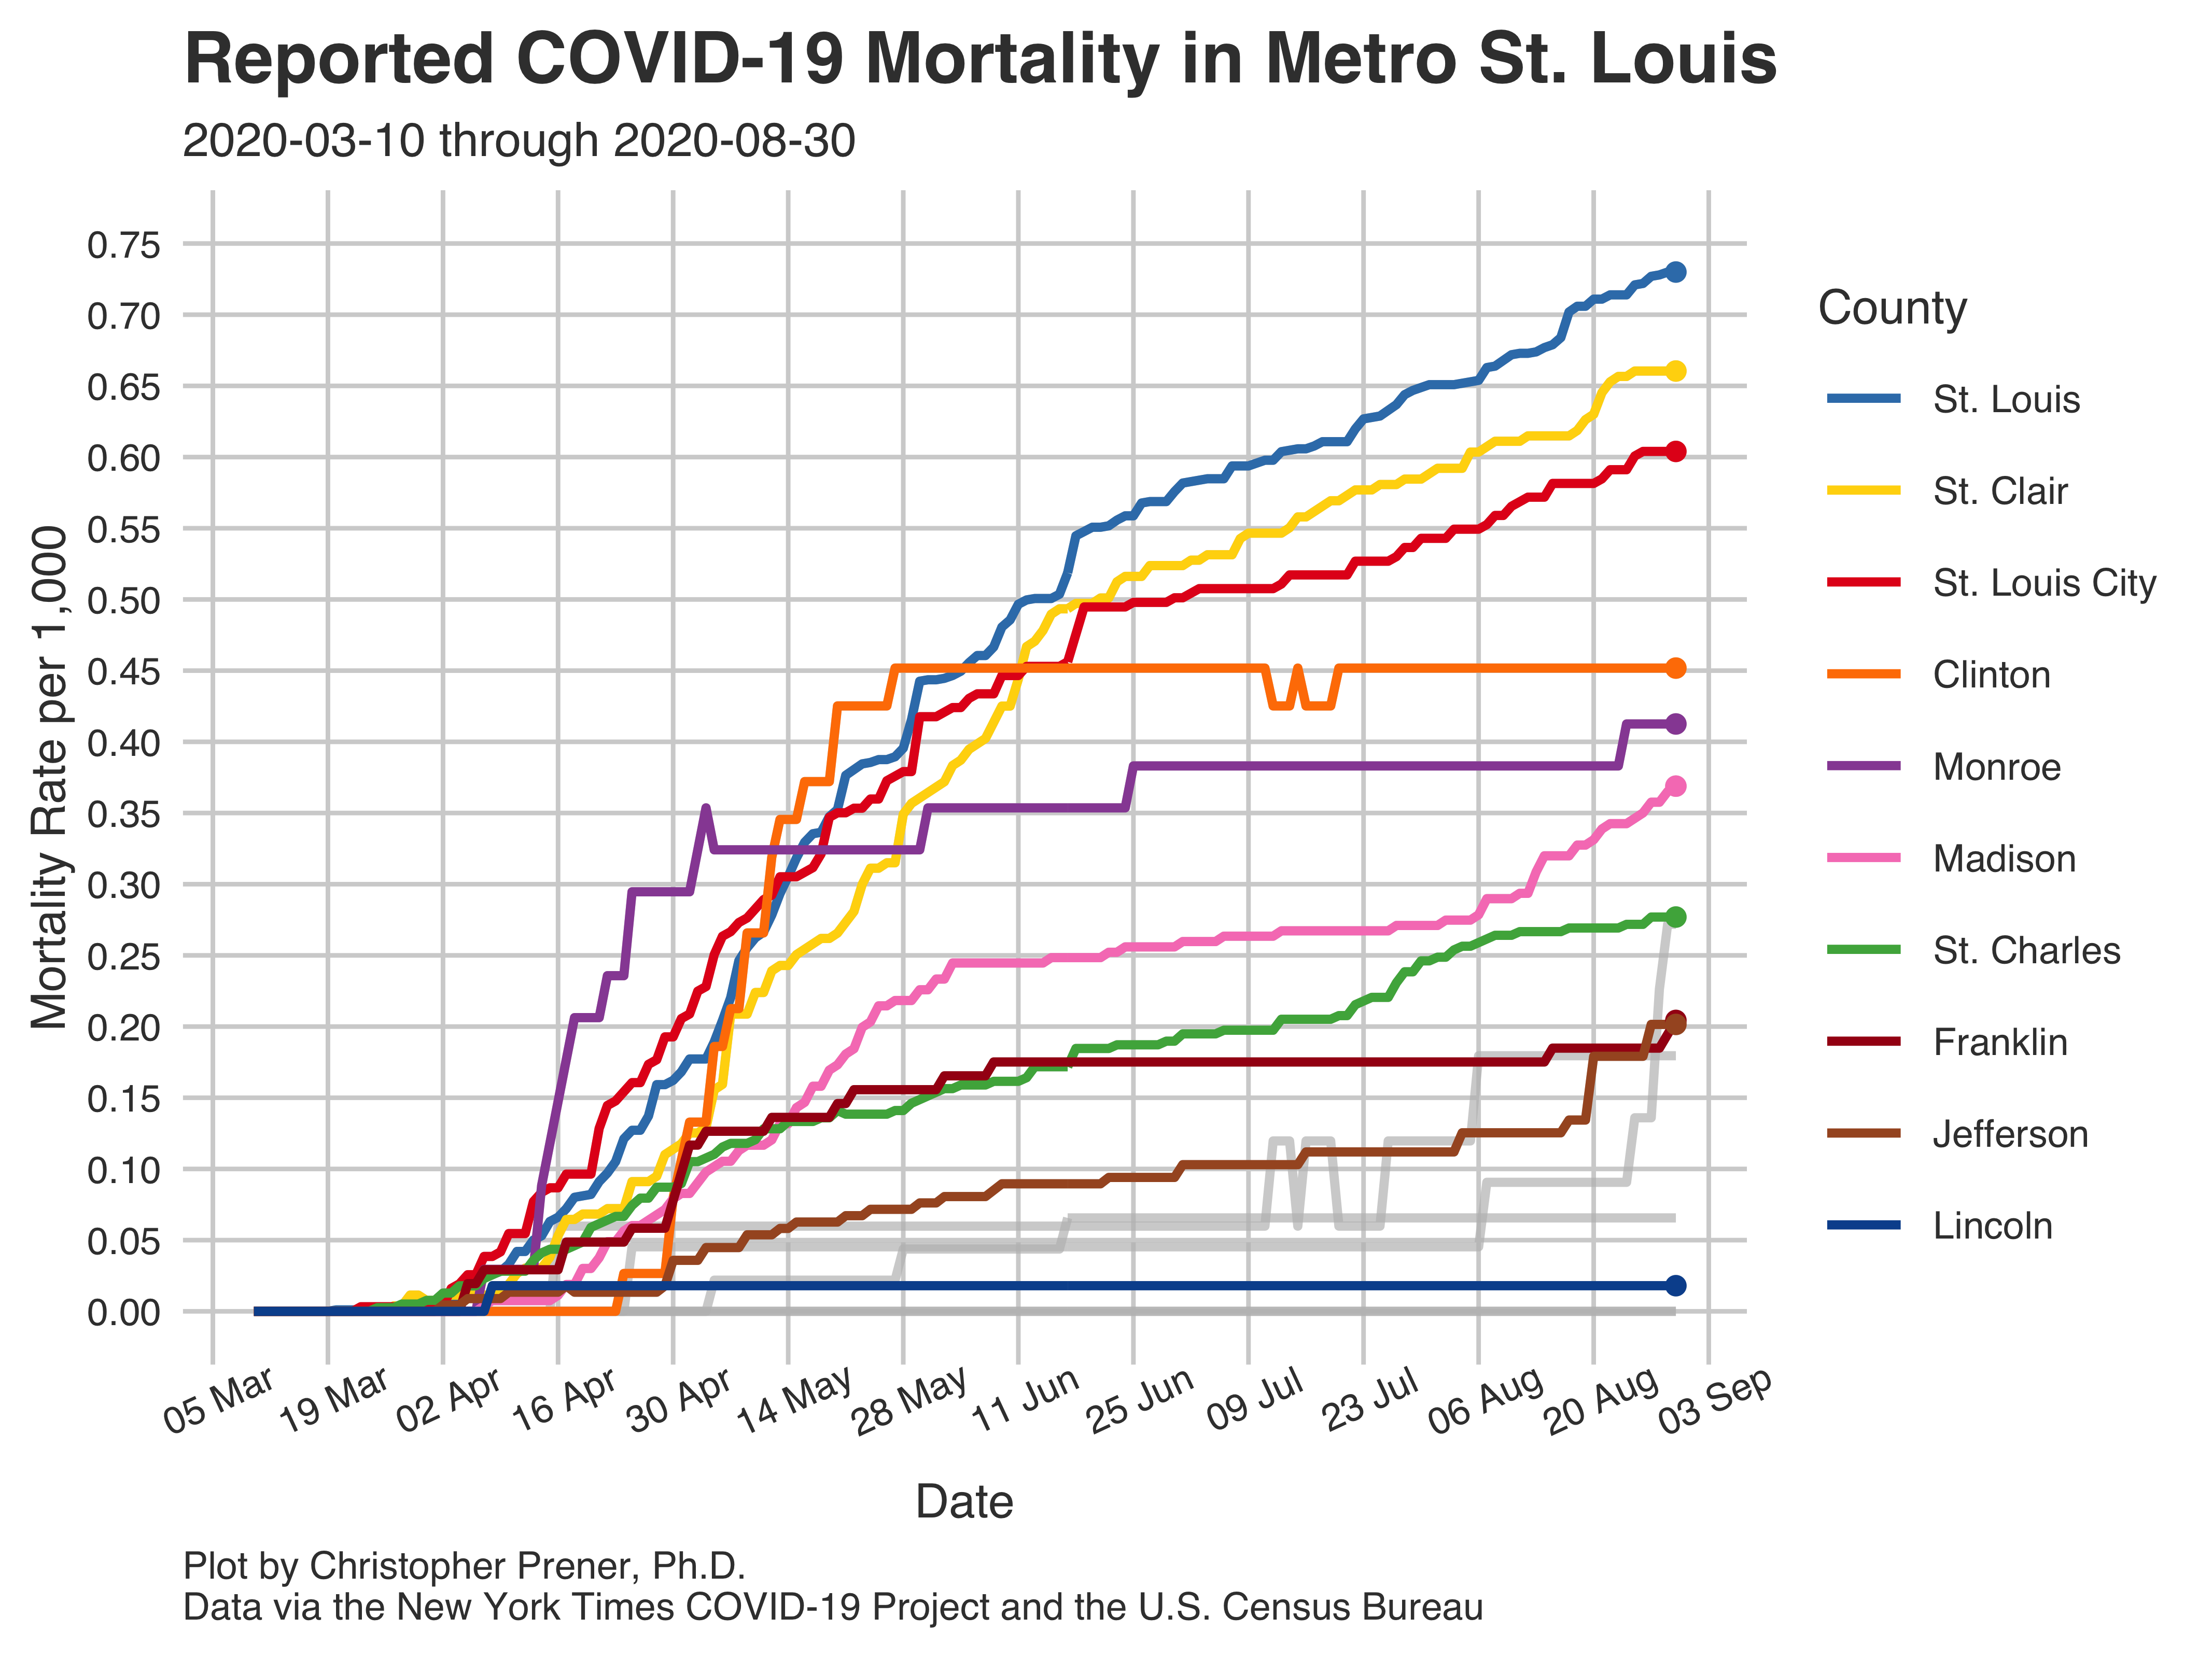 Reported COVID-19 Mortality in Metro St. Louis
2020-03-10 through 2020-08-30
Mortality Rate per 1,000
0.75
0.70
0.65
0.60
0.55
0.50
0.45
0.40
0.35
0.30
0.25
0.20
0.15
0.10
0.05
0.00
05 Mar
19 Mar
02 Apr
16 Apr
30 Apr
14 May
28 May
11 Jun
25 Jun
09 Jul
23 Jul
06 Aug
20 Aug
03 Sep
Date
County
St. Louis
St. Clair
St. Louis City
Clinton
Monroe
Madison
St. Charles
Franklin
Jefferson
Lincoln
Plot by Christopher Prener, Ph.D.
Data via the New York Times COVID-19 Project and the U.S. Census Bureau